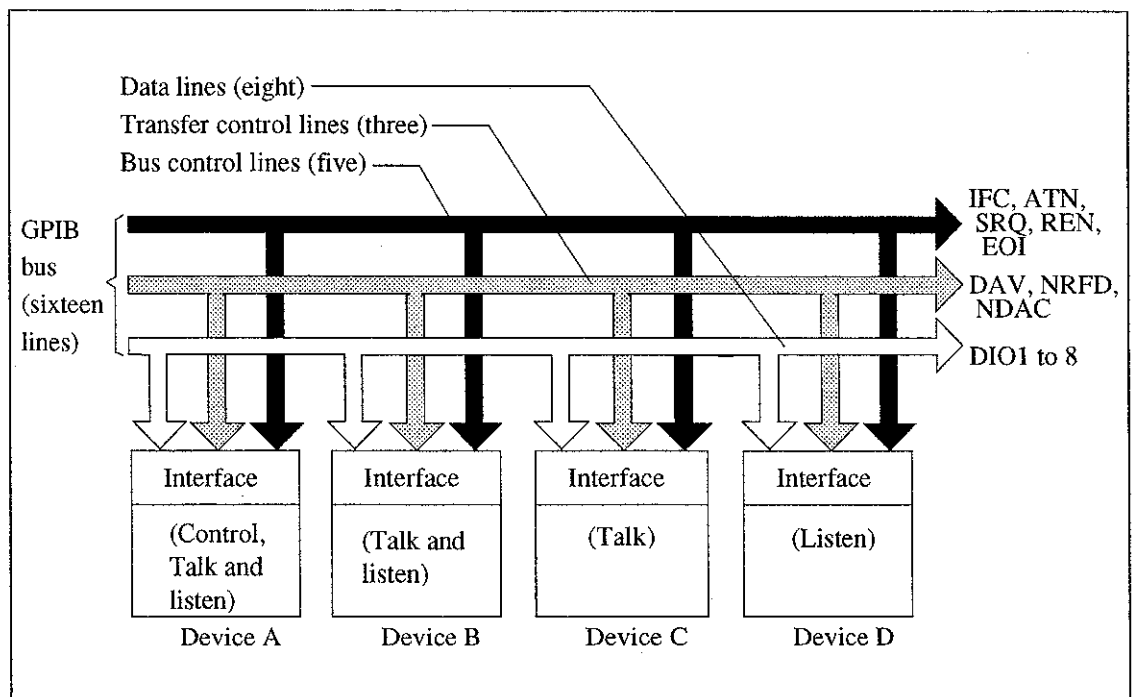 Data lines (eight)
Transfer control lines (three)
Bus control lines (five)
GPIB
bus
(sixteen
lines)
IFC, ATN,
SRQ, REN,
EOI
DAV, NRFD,
NDAC
DIO1 to 8
Interface
(Control,
Talk and
listen)
Device A
Interface
(Talk and
listen)
Device B
Interface
(Talk)
Device C
Interface
(Listen)
Device D